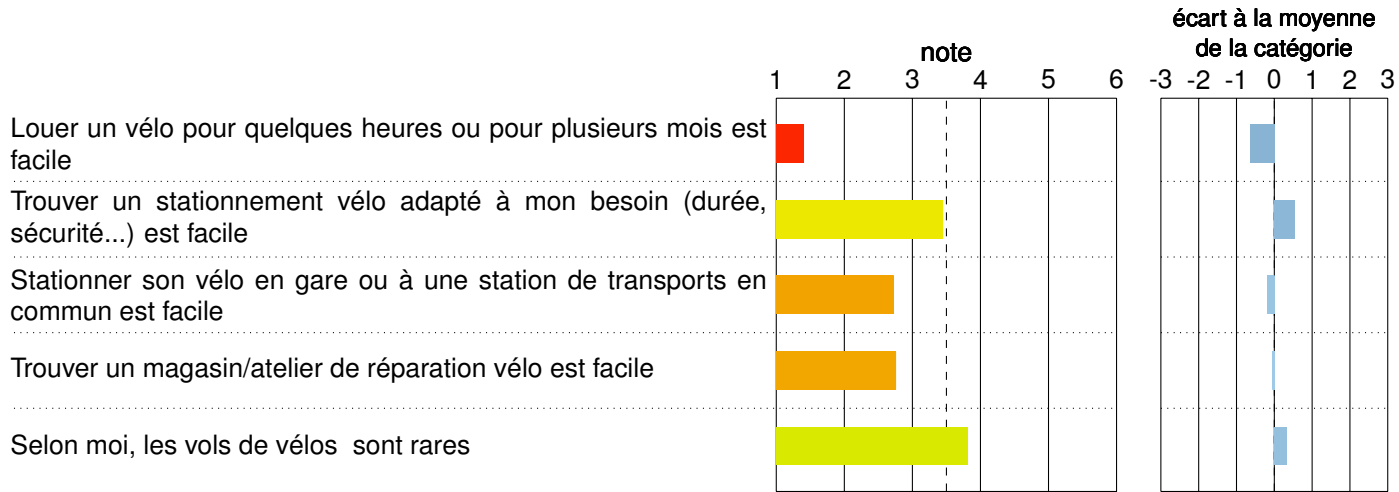 écart à la moyenne
note de la catégorie
1 2 3 4 5 6 -3 -2 -1 0 1 2 3
Louer un vélo pour quelques heures ou pour plusieurs mois est
facile
Trouver un stationnement vélo adapté à mon besoin (durée,
sécurité...) est facile
Stationner son vélo en gare ou à une station de transports en
commun est facile
Trouver un magasin/atelier de réparation vélo est facile
Selon moi, les vols de vélos sont rares